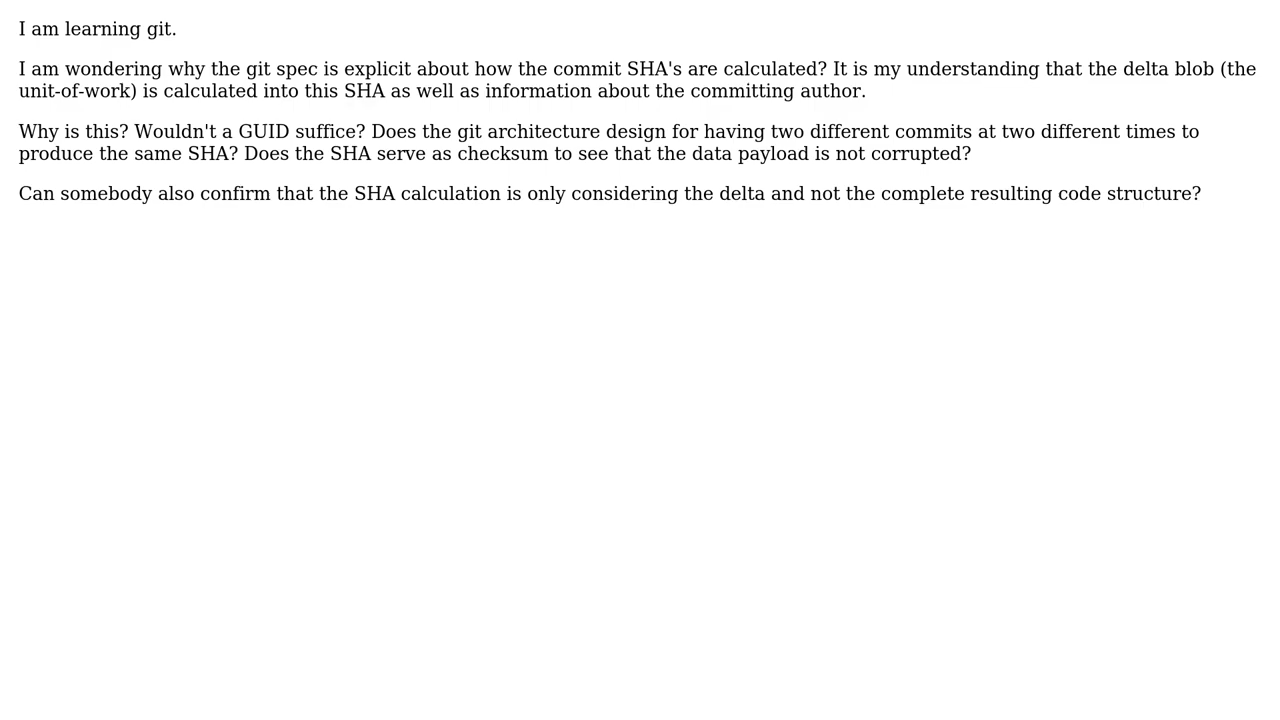 I am learning git.
I am wondering why the git spec is explicit about how the commit SHA's are calculated? It is my understanding that the delta blob (the
unit-of-work) is calculated into this SHA as well as information about the committing author.
Why is this? Wouldn't a GUID suffice? Does the git architecture design for having two different commits at two different times to
produce the same SHA? Does the SHA serve as checksum to see that the data payload is not corrupted?
Can somebody also confirm that the SHA calculation is only considering the delta and not the complete resulting code structure?